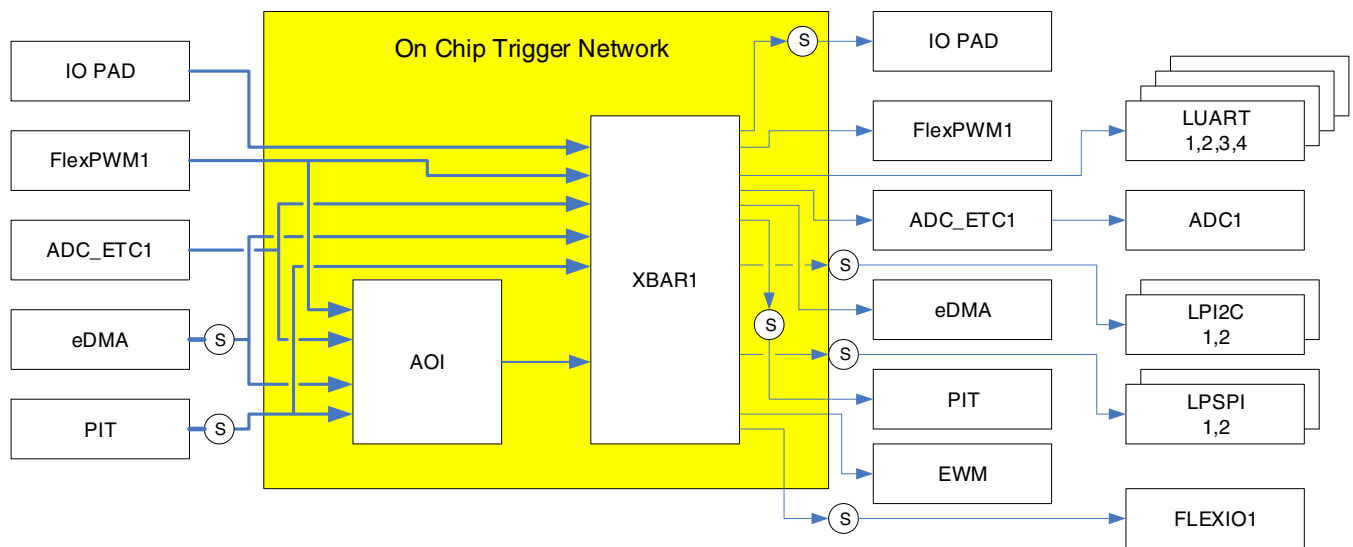 On Chip Trigger Network
IO PAD
FlexPWM1
ADC_ETC1
eDMA
S
PIT
S
AOI
XBAR1
S
IO PAD
FlexPWM1
LUART
1,2,3,4
ADC_ETC1
ADC1
S
LPI2C
1,2
eDMA
S
S
PIT
LPSPI
1,2
EWM
S
FLEXIO1